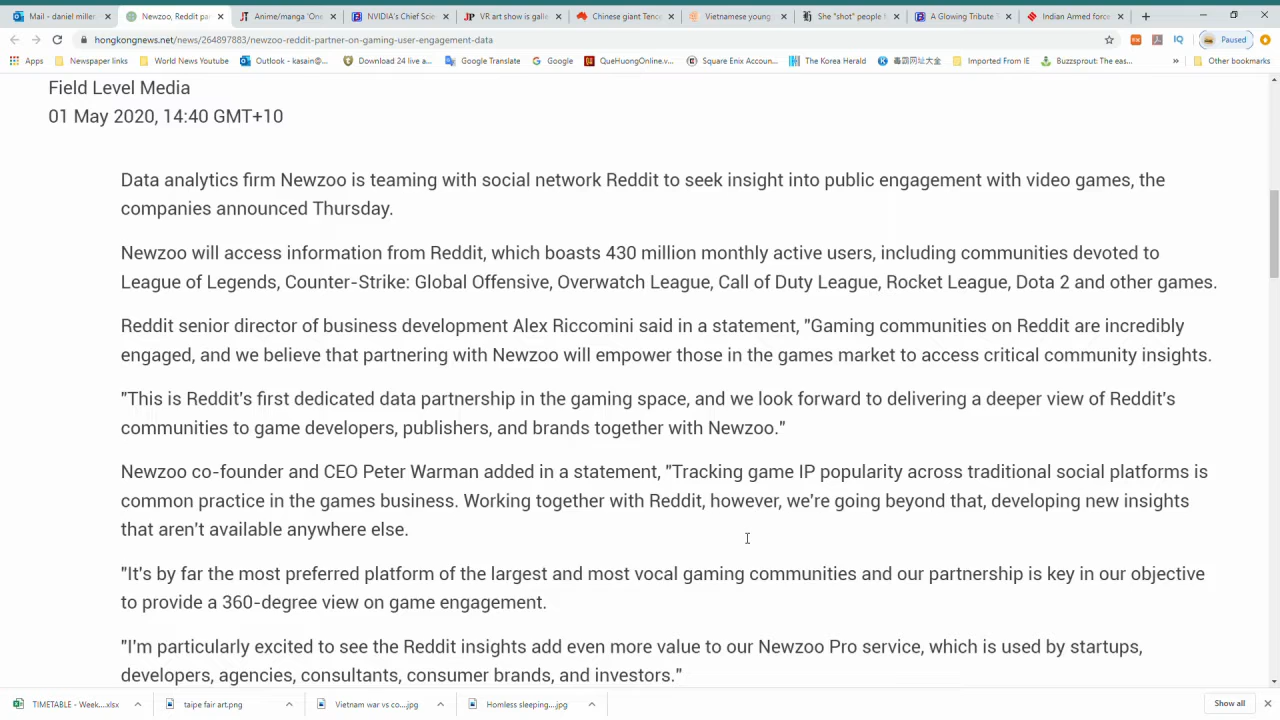 Mail - daniel miller
Newzoo, Reddit pa
Anime/manga 'One
NVIDIA's Chief Scie
VR art show is galle
Chinese giant Tence
Vietnamese young
She "shot" people
A Glowing Tribute
Indian Armed force
hongkongnews.net/news/264897883/newzoo-reddit-partner-on-gaming-user-engagement-data
IQ
Paused
Apps Newspaper links World News Youtube Outlook - kasain@... Download 24 live a... Google Translate Google QueHuongOnline.v... Square Enix Accoun... The Korea Herald 毒霸网址大全 Imported From IE Buzzsprout: The eas... » Other bookmarks
Field Level Media
01 May 2020, 14:40 GMT+10
Data analytics firm Newzoo is teaming with social network Reddit to seek insight into public engagement with video games, the
companies announced Thursday.
Newzoo will access information from Reddit, which boasts 430 million monthly active users, including communities devoted to
League of Legends, Counter-Strike: Global Offensive, Overwatch League, Call of Duty League, Rocket League, Dota 2 and other games.
Reddit senior director of business development Alex Riccomini said in a statement, "Gaming communities on Reddit are incredibly
engaged, and we believe that partnering with Newzoo will empower those in the games market to access critical community insights.
"This is Reddit's first dedicated data partnership in the gaming space, and we look forward to delivering a deeper view of Reddit's
communities to game developers, publishers, and brands together with Newzoo."
Newzoo co-founder and CEO Peter Warman added in a statement, "Tracking game IP popularity across traditional social platforms is
common practice in the games business. Working together with Reddit, however, we're going beyond that, developing new insights
that aren't available anywhere else.
"It's by far the most preferred platform of the largest and most vocal gaming communities and our partnership is key in our objective
to provide a 360-degree view on game engagement.
"I'm particularly excited to see the Reddit insights add even more value to our Newzoo Pro service, which is used by startups,
developers, agencies, consultants, consumer brands, and investors."
TIMETABLE - Week....xlsx
taipe fair art.png
Vietnam war vs co....jpg
Homless sleeping....jpg
Show all